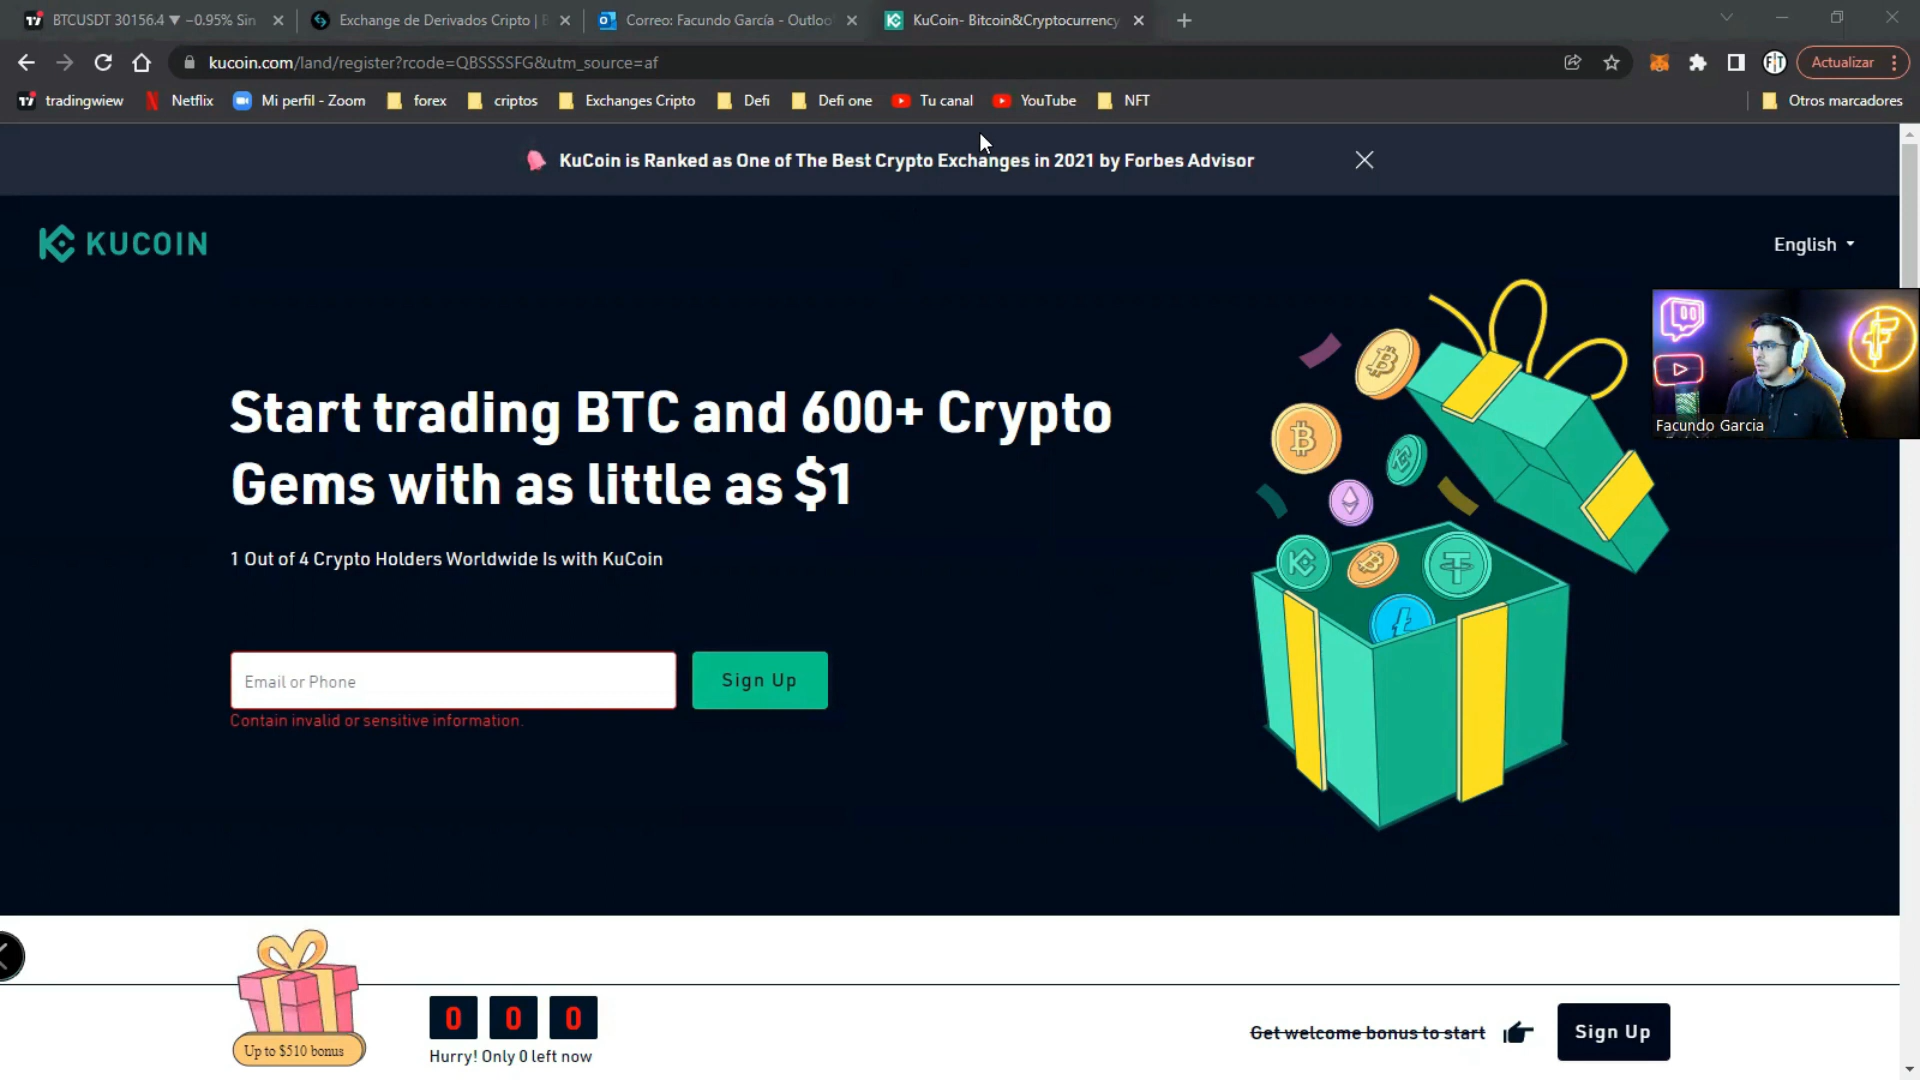 BTCUSDT 30156.4 ▼ −0.95% Sin
Exchange de Derivados Cripto | B
Correo: Facundo García - Outloo
KuCoin- Bitcoin&Cryptocurrency
kucoin.com/land/register?rcode=QBSSSSFG&utm_source=af
Actualizar
tradingwiew
Netflix
Mi perfil - Zoom
forex
criptos
Exchanges Cripto
Defi
Defi one
Tu canal
YouTube
NFT
Otros marcadores
KuCoin is Ranked as One of The Best Crypto Exchanges in 2021 by Forbes Advisor
KUCOIN
English
Start trading BTC and 600+ Crypto
Gems with as little as $1
Facundo Garcia
1 Out of 4 Crypto Holders Worldwide Is with KuCoin
Email or Phone
Sign Up
Contain invalid or sensitive information.
Up to $510 bonus
0 0 0
Hurry! Only 0 left now
Get welcome bonus to start
Sign Up